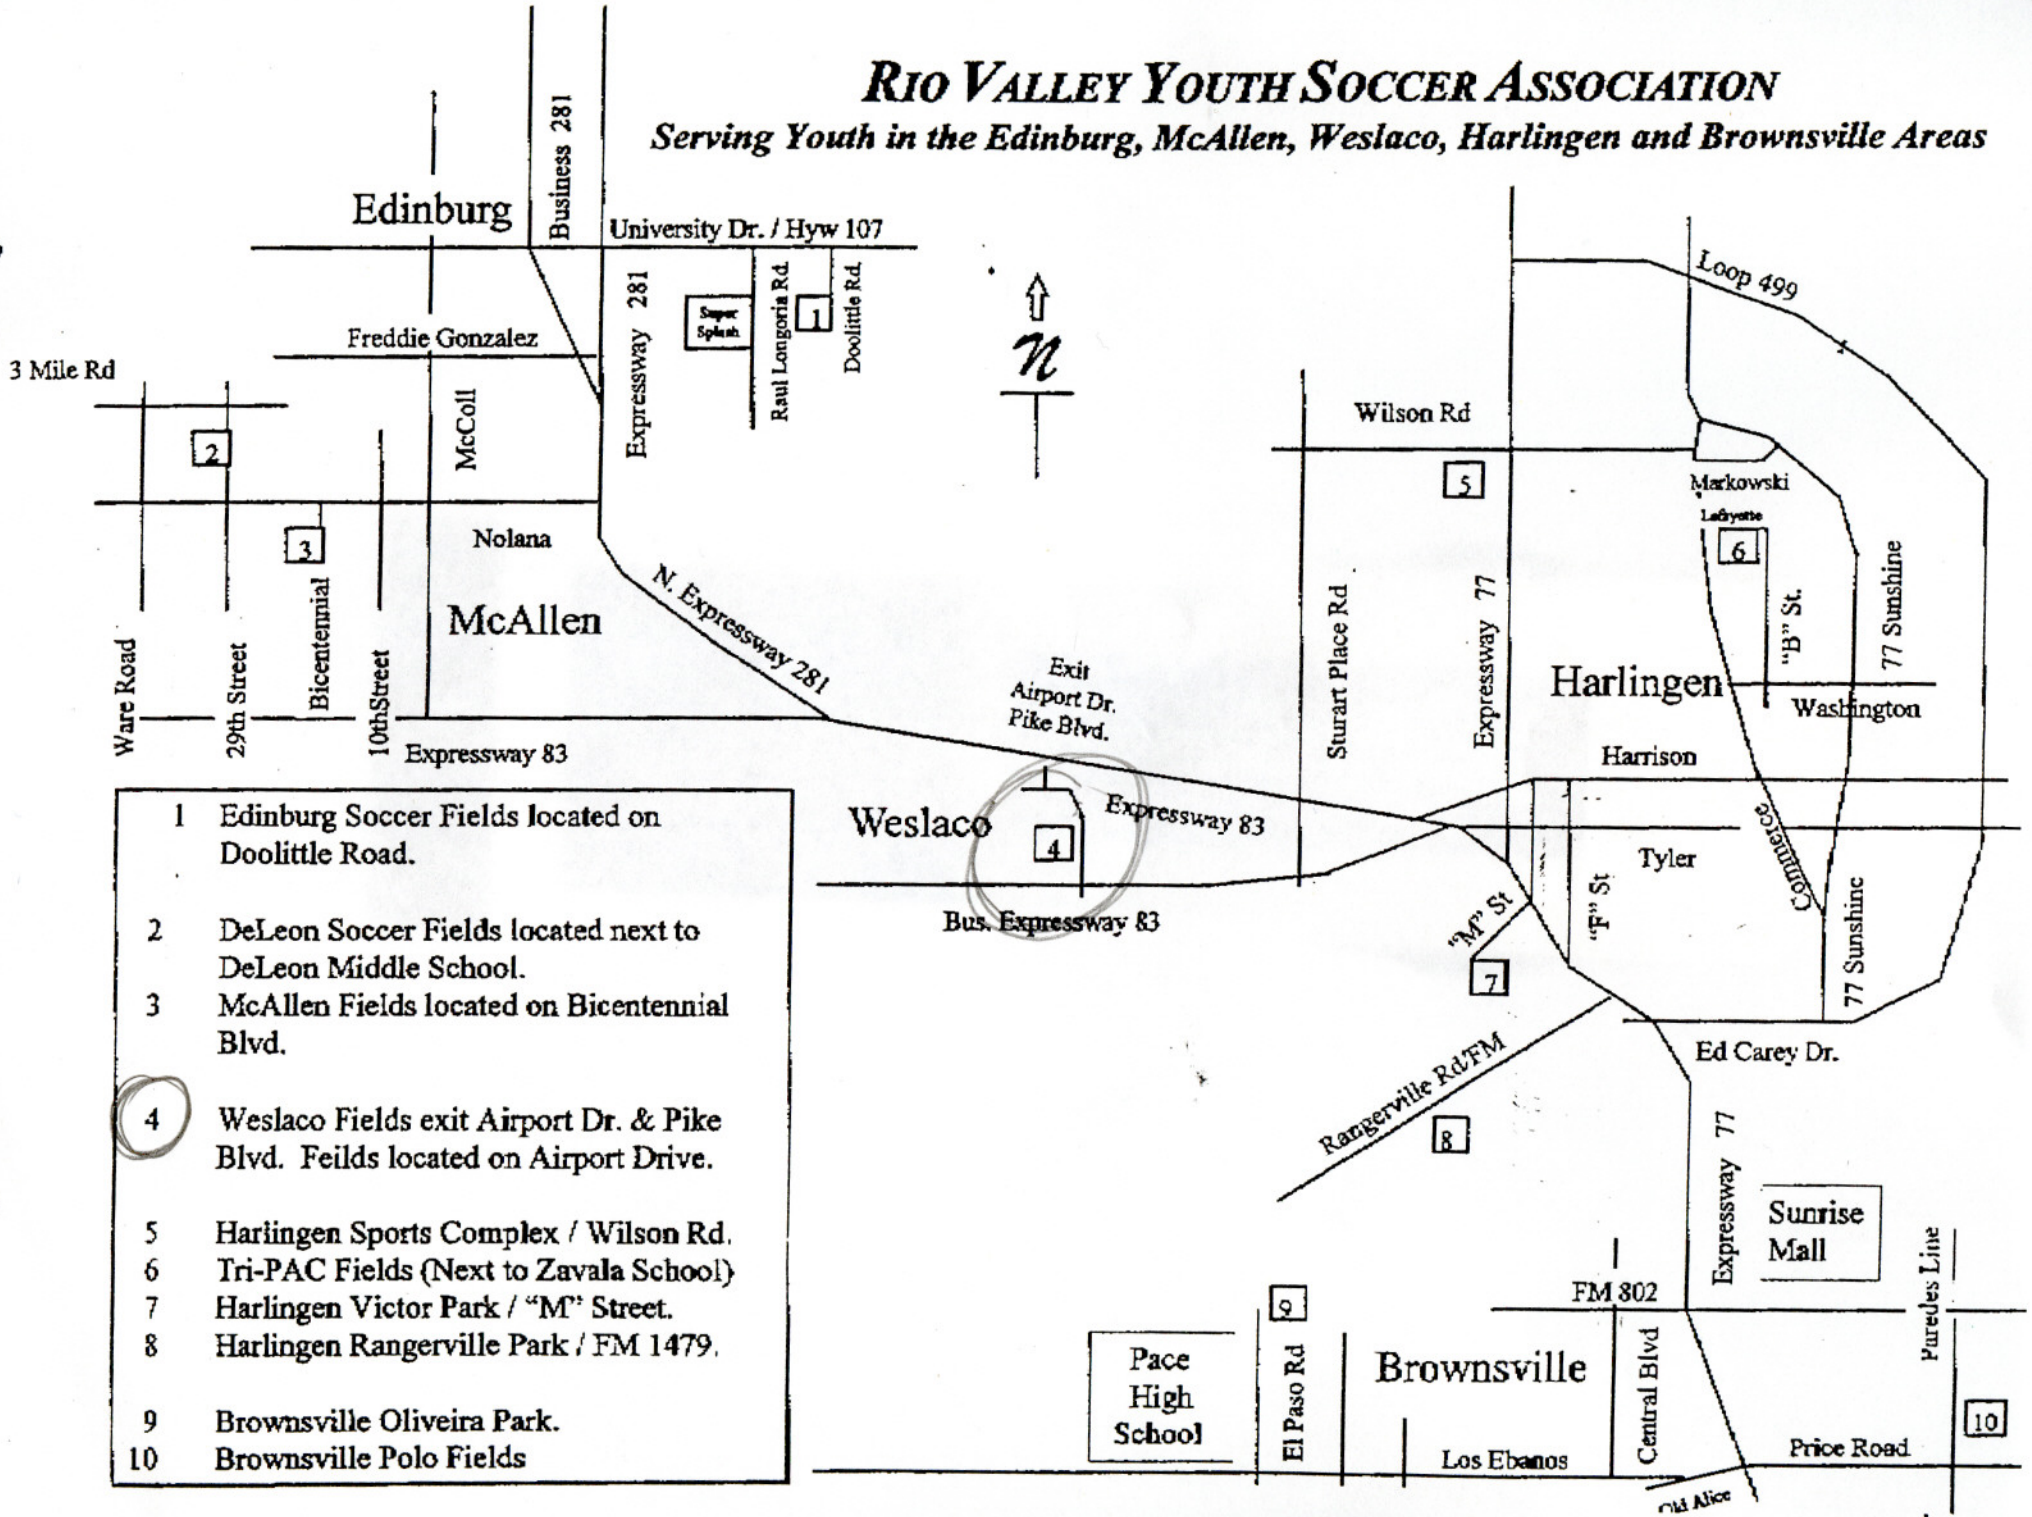 RIO VALLEY YOUTH SOCCER ASSOCIATION
Serving Youth in the Edinburg, McAllen, Weslaco, Harlingen and Brownsville Areas
Business 281
Edinburg
University Dr. / Hyw 107
Expressway 281
Super
Splash
Raul Longoria Rd.
1
Doolittle Rd.
Freddie Gonzalez
3 Mile Rd
McColl
2
3
Nolana
McAllen
N. Expressway 281
Ware Road
29th Street
Bicentennial
10thStreet
Expressway 83
N
Exit
Airport Dr.
Pike Blvd.
Weslaco
4
Expressway 83
Bus. Expressway 83
Loop 499
Wilson Rd
5
Markowski
Lafayette
6
Sturart Place Rd
Expressway 77
"B" St.
77 Sunshine
Harlingen
Washington
Harrison
Commerce
Tyler
"M" St
"F" St
77 Sunshine
7
Ed Carey Dr.
Rangerville Rd/FM
8
Expressway 77
Sunrise
Mall
Paredes Line
FM 802
9
Pace
High
School
El Paso Rd
Brownsville
Central Blvd
10
Los Ebanos
Price Road
Old Alice
1 Edinburg Soccer Fields located on
Doolittle Road.
2 DeLeon Soccer Fields located next to
DeLeon Middle School.
3 McAllen Fields located on Bicentennial
Blvd.
4 Weslaco Fields exit Airport Dr. & Pike
Blvd. Feilds located on Airport Drive.
5 Harlingen Sports Complex / Wilson Rd.
6 Tri-PAC Fields (Next to Zavala School)
7 Harlingen Victor Park / "M" Street.
8 Harlingen Rangerville Park / FM 1479.
9 Brownsville Oliveira Park.
10 Brownsville Polo Fields